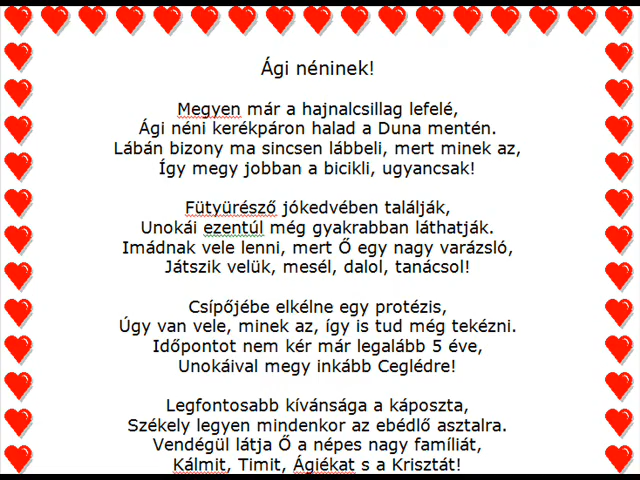 Ági néninek!
Megyen már a hajnalcsillag lefelé,
Ági néni kerékpáron halad a Duna mentén.
Lábán bizony ma sincsen lábbeli, mert minek az,
Így megy jobban a bicikli, ugyancsak!
Fütyürésző jókedvében találják,
Unokái ezentúl még gyakrabban láthatják.
Imádnak vele lenni, mert Ő egy nagy varázsló,
Játszik velük, mesél, dalol, tanácsol!
Csípőjébe elkélne egy protézis,
Úgy van vele, minek az, így is tud még tekézni.
Időpontot nem kér már legalább 5 éve,
Unokáival megy inkább Ceglédre!
Legfontosabb kívánsága a káposzta,
Székely legyen mindenkor az ebédlő asztalra.
Vendégül látja Ő a népes nagy famíliát,
Kálmit, Timit, Ágiékat s a Krisztát!